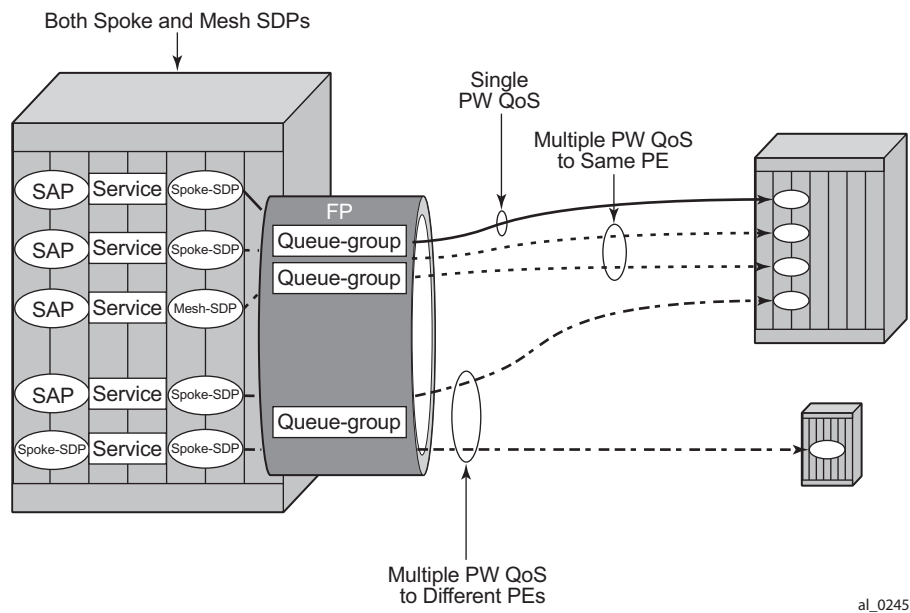 Both Spoke and Mesh SDPs
Single
PW QoS
Multiple PW QoS
to Same PE
SAP Service Spoke-SDP
FP
Queue-group
SAP Service Spoke-SDP
Queue-group
SAP Service Mesh-SDP
SAP Service Spoke-SDP
Queue-group
Spoke-SDP Service Spoke-SDP
Multiple PW QoS
to Different PEs
al_0245